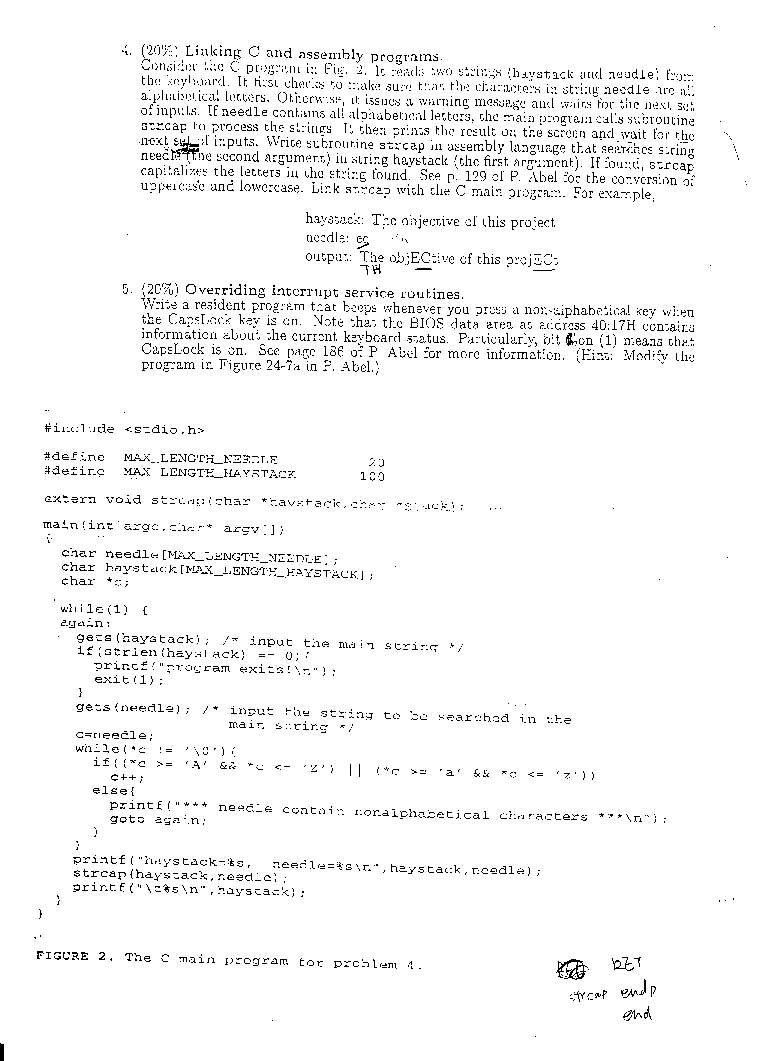 4. (20%) Linking C and assembly programs.
Consider the C program in Fig. 2. It reads two strings (haystack and needle) from
the keyboard. It first checks to make sure that the characters in string needle are all
alphabetical letters. Otherwise, it issues a warning message and waits for the next set
of inputs. If needle contains all alphabetical letters, the main program calls subroutine
strcap to process the strings. It then prints the result on the screen and wait for the
next set of inputs. Write subroutine strcap in assembly language that searches string
needle (the second argument) in string haystack (the first argument). If found, strcap
capitalizes the letters in the string found. See p. 129 of P. Abel for the conversion of
uppercase and lowercase. Link strcap with the C main program. For example,
haystack: The objective of this project
needle: ec
output: The objECtive of this projECt
TH
5. (20%) Overriding interrupt service routines.
Write a resident program that beeps whenever you press a non-alphabetical key when
the CapsLock key is on. Note that the BIOS data area at address 40:17H contains
information about the current keyboard status. Particularly, bit on (1) means that
CapsLock is on. See page 186 of P. Abel for more information. (Hint: Modify the
program in Figure 24-7a in P. Abel.)
#include <stdio.h>
#define MAX_LENGTH_NEEDLE 20
#define MAX_LENGTH_HAYSTACK 100
extern void strcap(char *haystack,char *stack);
main(int argc,char* argv[])
{
char needle[MAX_LENGTH_NEEDLE];
char haystack[MAX_LENGTH_HAYSTACK];
char *c;
while(1) {
again:
gets(haystack); /* input the main string */
if(strlen(haystack) == 0){
printf("program exits!\n");
exit(1);
}
gets(needle); /* input the string to be searched in the
main string */
c=needle;
while(*c != '\0'){
if((*c >= 'A' && *c <= 'Z') || (*c >= 'a' && *c <= 'z'))
c++;
else{
printf("*** needle contain nonalphabetical characters ***\n");
goto again;
}
}
printf("haystack=%s, needle=%s\n",haystack,needle);
strcap(haystack,needle);
printf("\t%s\n",haystack);
}
}
FIGURE 2. The C main program for problem 4.
RET
strcap endp
end